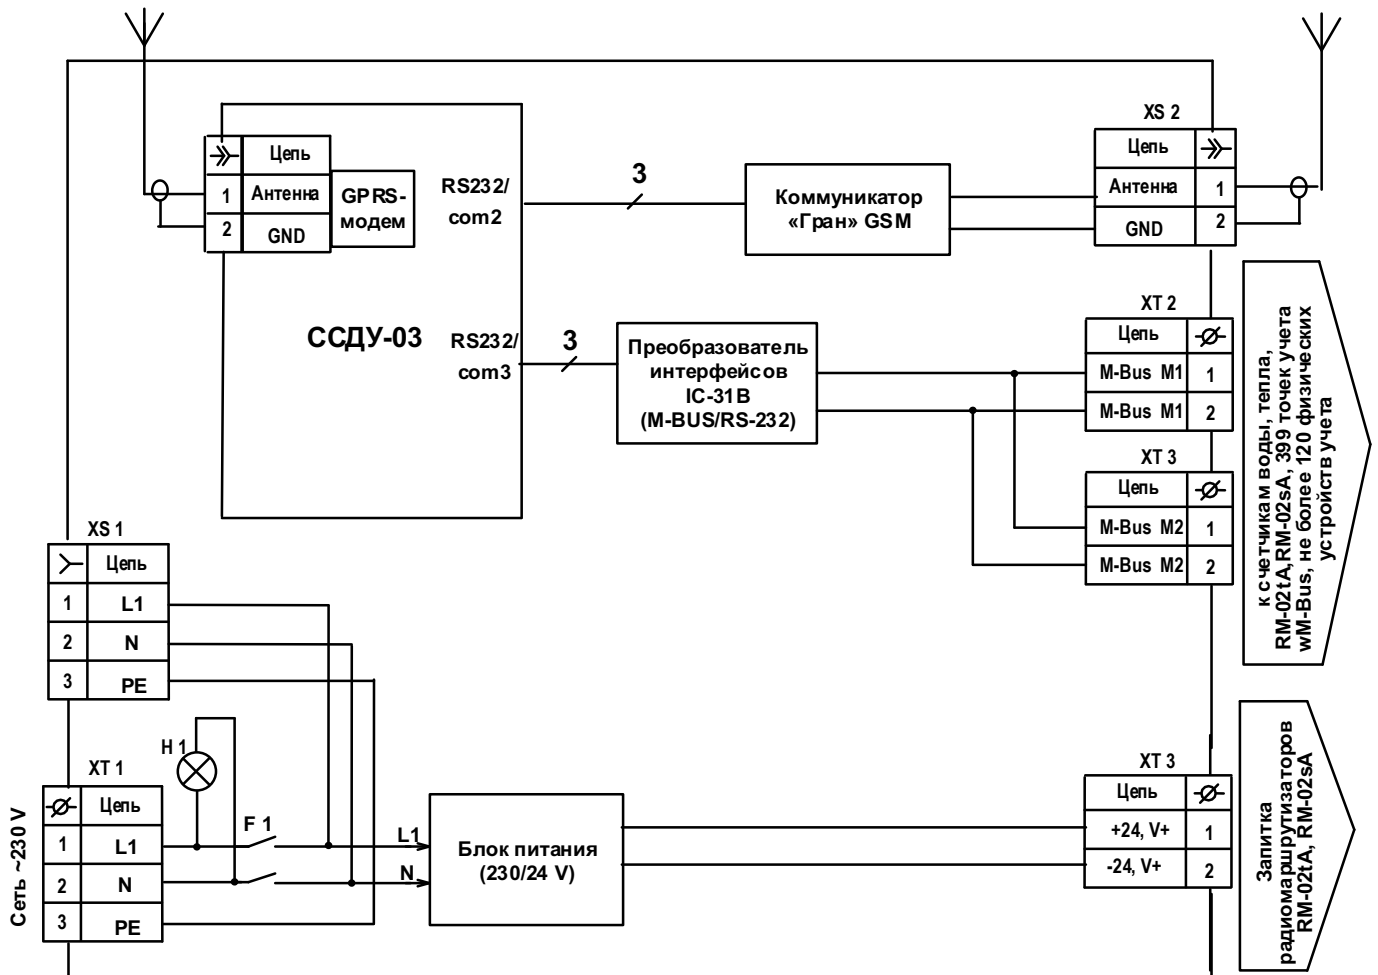 XS 2
Цепь
Антенна 1
GND 2
Цепь
1 Антенна
2 GND
GPRS-
модем
RS232/
com2
3
Коммуникатор
«Гран» GSM
ССДУ-03
RS232/
com3
3
Преобразователь
интерфейсов
IC-31B
(M-BUS/RS-232)
XT 2
Цепь
M-Bus M1 1
M-Bus M1 2
XT 3
Цепь
M-Bus M2 1
M-Bus M2 2
к счетчикам воды, тепла,
RM-02tA,RM-02sA, 399 точек учета
wM-Bus, не более 120 физических
устройств учета
XS 1
Цепь
1 L1
2 N
3 PE
H 1
XT 1
Цепь
1 L1
2 N
3 PE
Сеть ~230 V
F 1
L1
N
Блок питания
(230/24 V)
XT 3
Цепь
+24, V+ 1
-24, V+ 2
Запитка
радиомаршрутизаторов
RM-02tA, RM-02sA